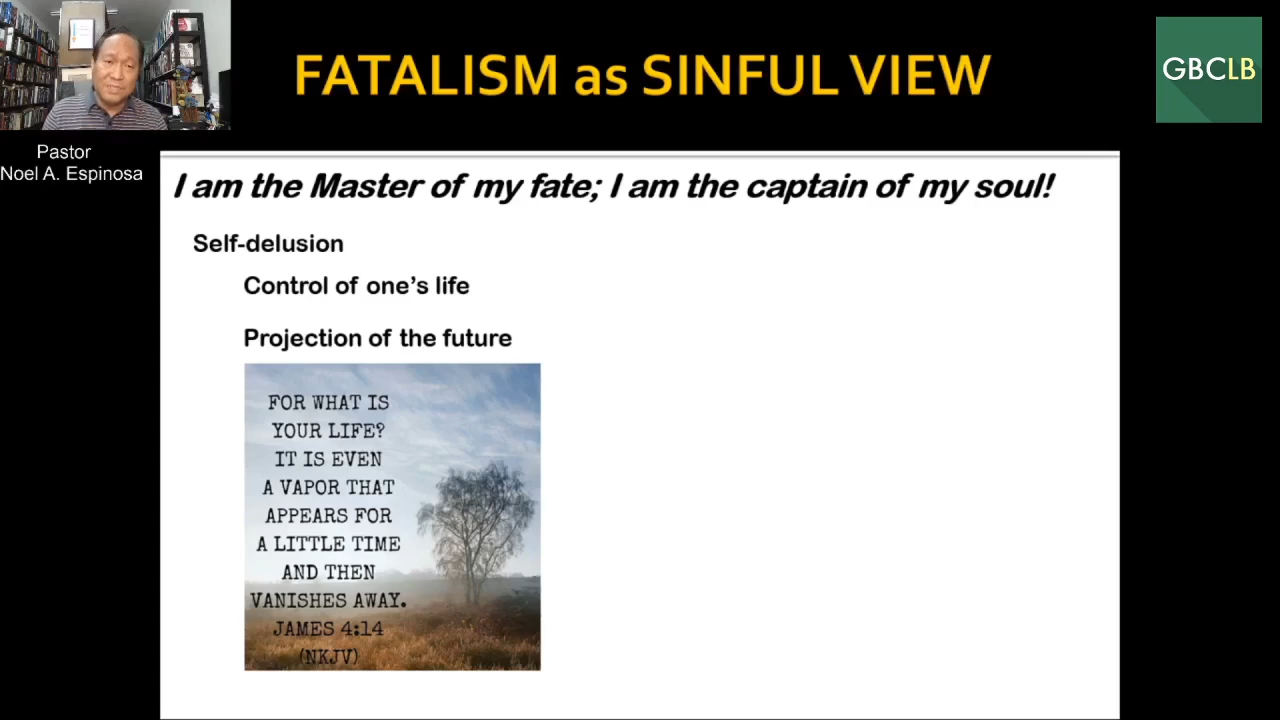 FATALISM as SINFUL VIEW
GBCLB
Pastor
Noel A. Espinosa
I am the Master of my fate; I am the captain of my soul!
Self-delusion
Control of one's life
Projection of the future
FOR WHAT IS
YOUR LIFE?
IT IS EVEN
A VAPOR THAT
APPEARS FOR
A LITTLE TIME
AND THEN
VANISHES AWAY.
JAMES 4:14
(NKJV)